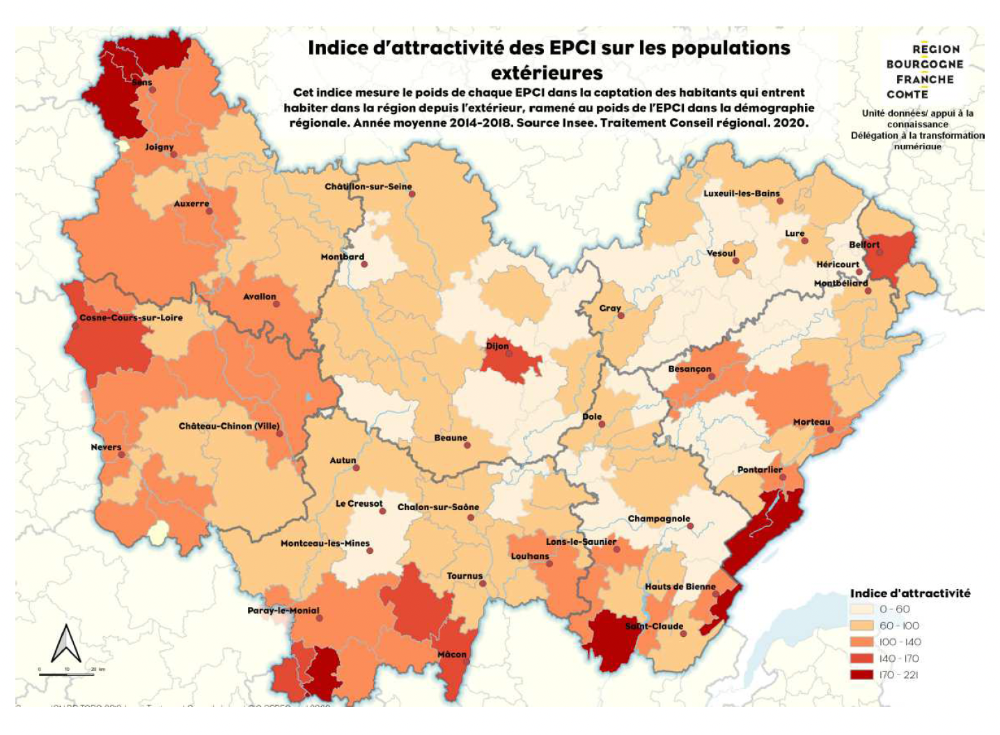 Indice d'attractivité des EPCI sur les populations
extérieures
Cet indice mesure le poids de chaque EPCI dans la captation des habitants qui entrent
habiter dans la région depuis l'extérieur, ramené au poids de l'EPCI dans la démographie
régionale. Année moyenne 2014-2018. Source Insee. Traitement Conseil régional. 2020.
REGION
BOURGOGNE
FRANCHE
COMTE
Unité données/ appui à la
connaissance
Délégation à la transformation
numérique
Sens
Joigny
Châtillon-sur-Seine
Luxeuil-les-Bains
Auxerre
Lure
Belfort
Vesoul
Montbard
Héricourt
Montbéliard
Avallon
Gray
Cosne-Cours-sur-Loire
Dijon
Besançon
Dole
Morteau
Château-Chinon (Ville)
Beaune
Nevers
Autun
Pontarlier
Le Creusot
Chalon-sur-Saône
Champagnole
Montceau-les-Mines
Lons-le-Saunier
Louhans
Tournus
Hauts de Bienne
Paray-le-Monial
Saint-Claude
Mâcon
Indice d'attractivité
0 - 60
60 - 100
100 - 140
140 - 170
170 - 221
0 10 20 km